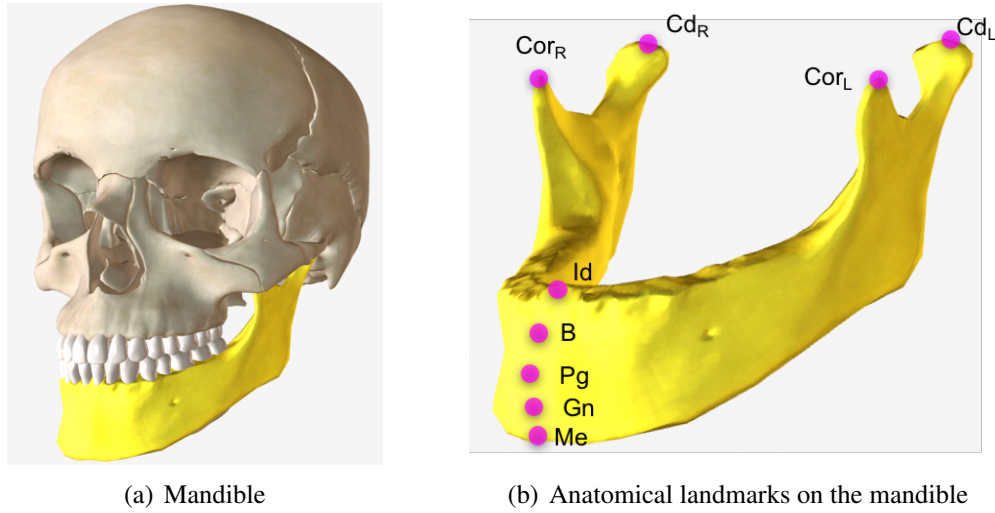 Cor_R
Cd_R
Cd_L
Cor_L
Id
B
Pg
Gn
Me
(a) Mandible
(b) Anatomical landmarks on the mandible